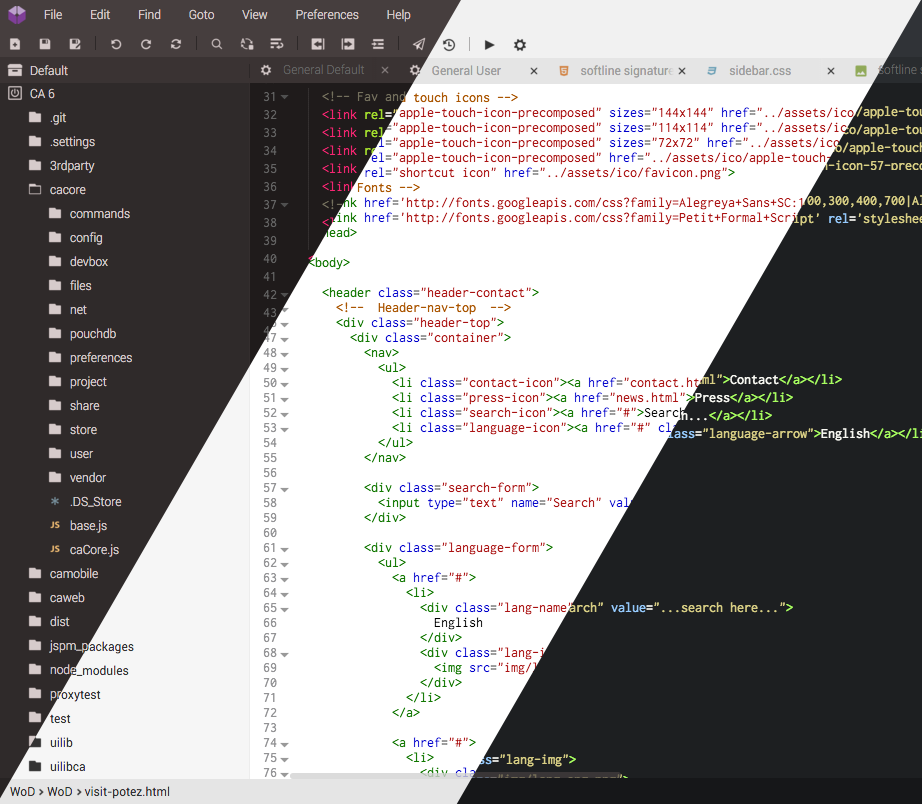 File Edit Find Goto View Preferences Help
Default
General Default × General User × softline signature × sidebar.css × softline
CA 6
.git
.settings
3rdparty
cacore
commands
config
devbox
files
net
pouchdb
preferences
project
share
store
user
vendor
.DS_Store
JS base.js
JS caCore.js
camobile
caweb
dist
jspm_packages
node_modules
proxytest
test
uilib
uilibca
31 <!-- Fav and touch icons -->
32 <link rel="apple-touch-icon-precomposed" sizes="144x144" href="../assets/ico/apple-tou
33 <link rel="apple-touch-icon-precomposed" sizes="114x114" href="../assets/ico/apple-tou
34 <link rel="apple-touch-icon-precomposed" sizes="72x72" href="../assets/ico/apple-touch
35 <link rel="apple-touch-icon-precomposed" href="../assets/ico/apple-touch-icon-57-preco
36 <link rel="shortcut icon" href="../assets/ico/favicon.png">
37 <!-- Fonts -->
38 <link href='http://fonts.googleapis.com/css?family=Alegreya+Sans+SC:100,300,400,700|Al
39 <link href='http://fonts.googleapis.com/css?family=Petit+Formal+Script' rel='styleshee
head>
40 <body>
41
42 <header class="header-contact">
43 <!-- Header-nav-top -->
<div class="header-top">
47 <div class="container">
48 <nav>
49 <ul>
50 <li class="contact-icon"><a href="contact.html">Contact</a></li>
51 <li class="press-icon"><a href="news.html">Press</a></li>
52 <li class="search-icon"><a href="#">Search...</a></li>
53 <li class="language-icon"><a href="#" class="language-arrow">English</a></li
54 </ul>
55 </nav>
56
57 <div class="search-form">
58 <input type="text" name="Search" val
59 </div>
60
61 <div class="language-form">
62 <ul>
63 <a href="#">
64 <li>
65 <div class="lang-name arch" value="...search here...">
66 English
67 </div>
68 <div class="lang-i
69 <img src="img/
70 </div>
71 </li>
72 </a>
73
74 <a href="#">
75 <li> ss="lang-img">
76 <div cla
WoD > WoD > visit-potez.html